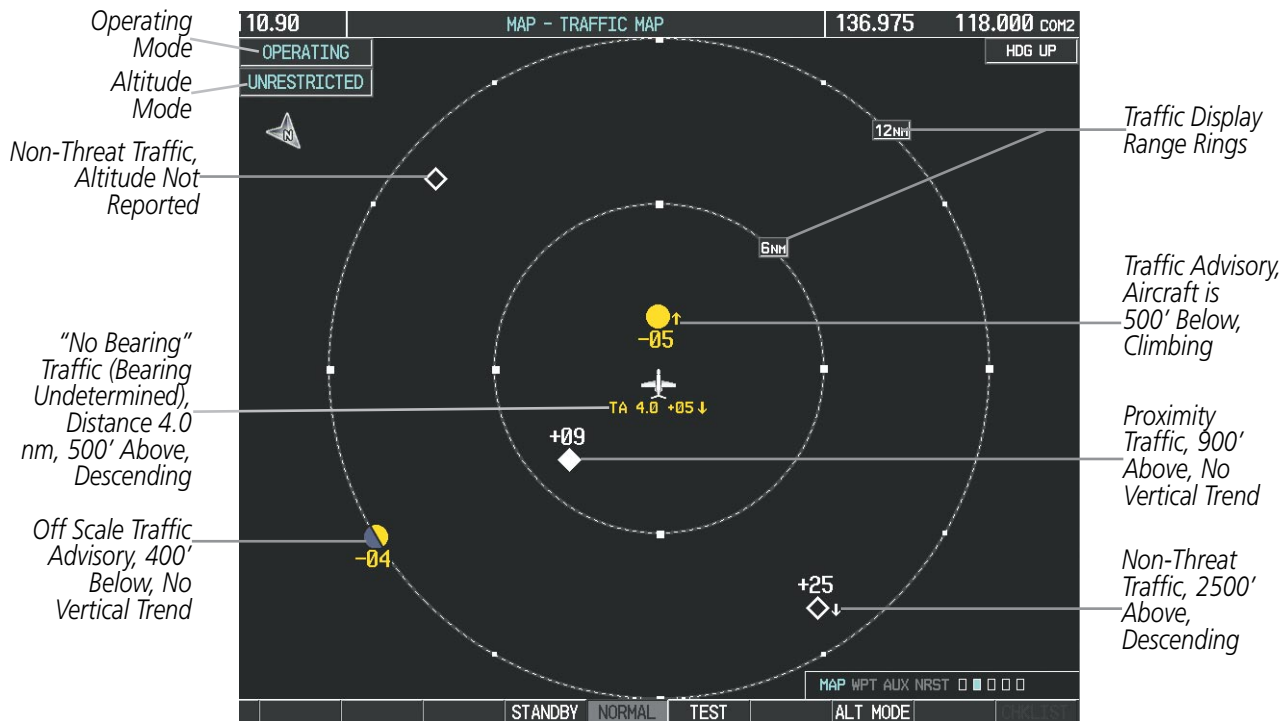 Operating
Mode
Altitude
Mode
Non-Threat Traffic,
Altitude Not
Reported
“No Bearing”
Traffic (Bearing
Undetermined),
Distance 4.0
nm, 500’ Above,
Descending
Off Scale Traffic
Advisory, 400’
Below, No
Vertical Trend
10.90
MAP - TRAFFIC MAP
136.975 118.000 COM2
OPERATING
UNRESTRICTED
HDG UP
N
12NM
6NM
-05
TA 4.0 +05
+09
-04
+25
MAP WPT AUX NRST
STANDBY NORMAL TEST ALT MODE CHKLIST
Traffic Display
Range Rings
Traffic Advisory,
Aircraft is
500’ Below,
Climbing
Proximity
Traffic, 900’
Above, No
Vertical Trend
Non-Threat
Traffic, 2500’
Above,
Descending